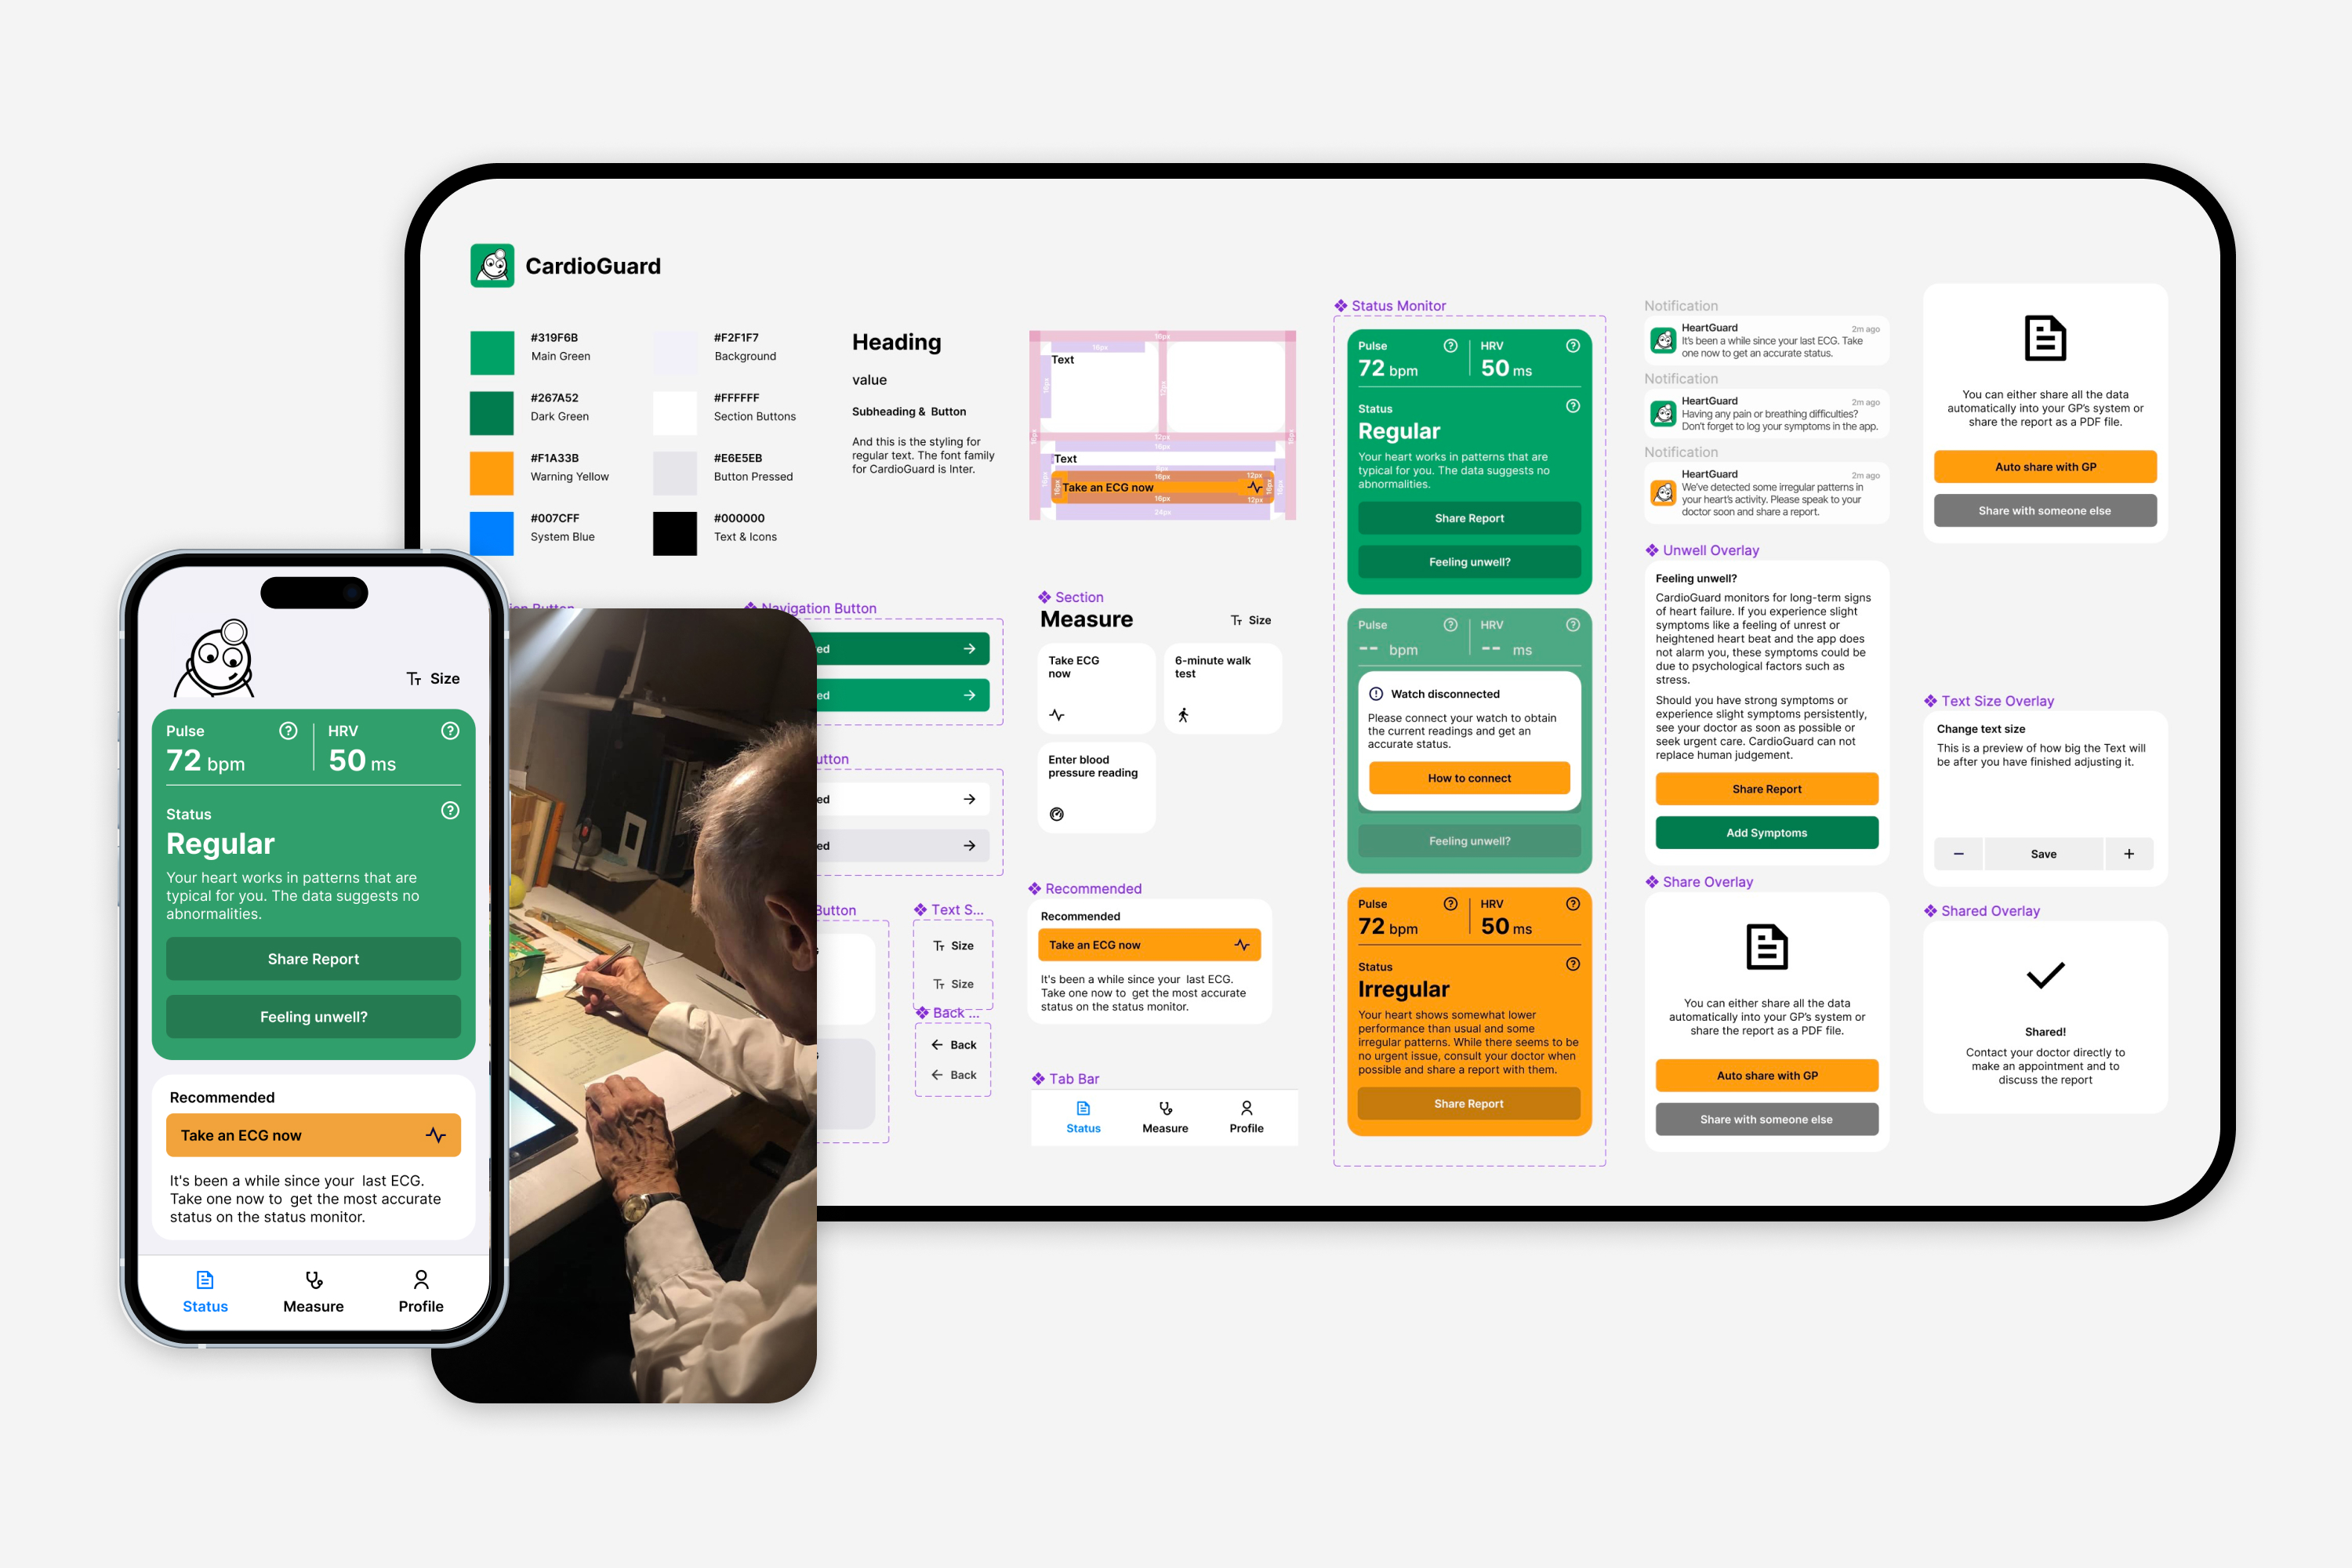 CardioGuard
#319F6B
Main Green
#267A52
Dark Green
#F1A33B
Warning Yellow
#007CFF
System Blue
#F2F1F7
Background
#FFFFFF
Section Buttons
#E6E5EB
Button Pressed
#000000
Text & Icons
Heading
value
Subheading & Button
And this is the styling for
regular text. The font family
for CardioGuard is Inter.
16px
16px
Text
12px
16px
Text
8px
16px
12px
Take an ECG now
16px
12px
24px
Navigation Button
Button
Text S...
Size
Size
Back ...
Back
Back
Section
Measure
Size
Take ECG
now
6-minute walk
test
Enter blood
pressure reading
Recommended
Recommended
Take an ECG now
It's been a while since your last ECG.
Take one now to get the most accurate
status on the status monitor.
Tab Bar
Status
Measure
Profile
Status Monitor
Pulse
72 bpm
HRV
50 ms
Status
Regular
Your heart works in patterns that are
typical for you. The data suggests no
abnormalities.
Share Report
Feeling unwell?
Pulse
-- bpm
HRV
-- ms
Watch disconnected
Please connect your watch to obtain
the current readings and get an
accurate status.
How to connect
Feeling unwell?
Pulse
72 bpm
HRV
50 ms
Status
Irregular
Your heart shows somewhat lower
performance than usual and some
irregular patterns. While there seems to be
no urgent issue, consult your doctor when
possible and share a report with them.
Share Report
Notification
HeartGuard
2m ago
It's been a while since your last ECG. Take
one now to get an accurate status.
Notification
HeartGuard
2m ago
Having any pain or breathing difficulties?
Don't forget to log your symptoms in the app.
Notification
HeartGuard
2m ago
We've detected some irregular patterns in
your heart's activity. Please speak to your
doctor soon and share a report.
Unwell Overlay
Feeling unwell?
CardioGuard monitors for long-term signs
of heart failure. If you experience slight
symptoms like a feeling of unrest or
heightened heart beat and the app does
not alarm you, these symptoms could be
due to psychological factors such as
stress.
Should you have strong symptoms or
experience slight symptoms persistently,
see your doctor as soon as possible or
seek urgent care. CardioGuard can not
replace human judgement.
Share Report
Add Symptoms
Share Overlay
You can either share all the data
automatically into your GP's system or
share the report as a PDF file.
Auto share with GP
Share with someone else
You can either share all the data
automatically into your GP's system or
share the report as a PDF file.
Auto share with GP
Share with someone else
Text Size Overlay
Change text size
This is a preview of how big the Text will
be after you have finished adjusting it.
− Save +
Shared Overlay
Shared!
Contact your doctor directly to
make an appointment and to
discuss the report
Size
Pulse
72 bpm
HRV
50 ms
Status
Regular
Your heart works in patterns that are
typical for you. The data suggests no
abnormalities.
Share Report
Feeling unwell?
Recommended
Take an ECG now
It's been a while since your last ECG.
Take one now to get the most accurate
status on the status monitor.
Status
Measure
Profile